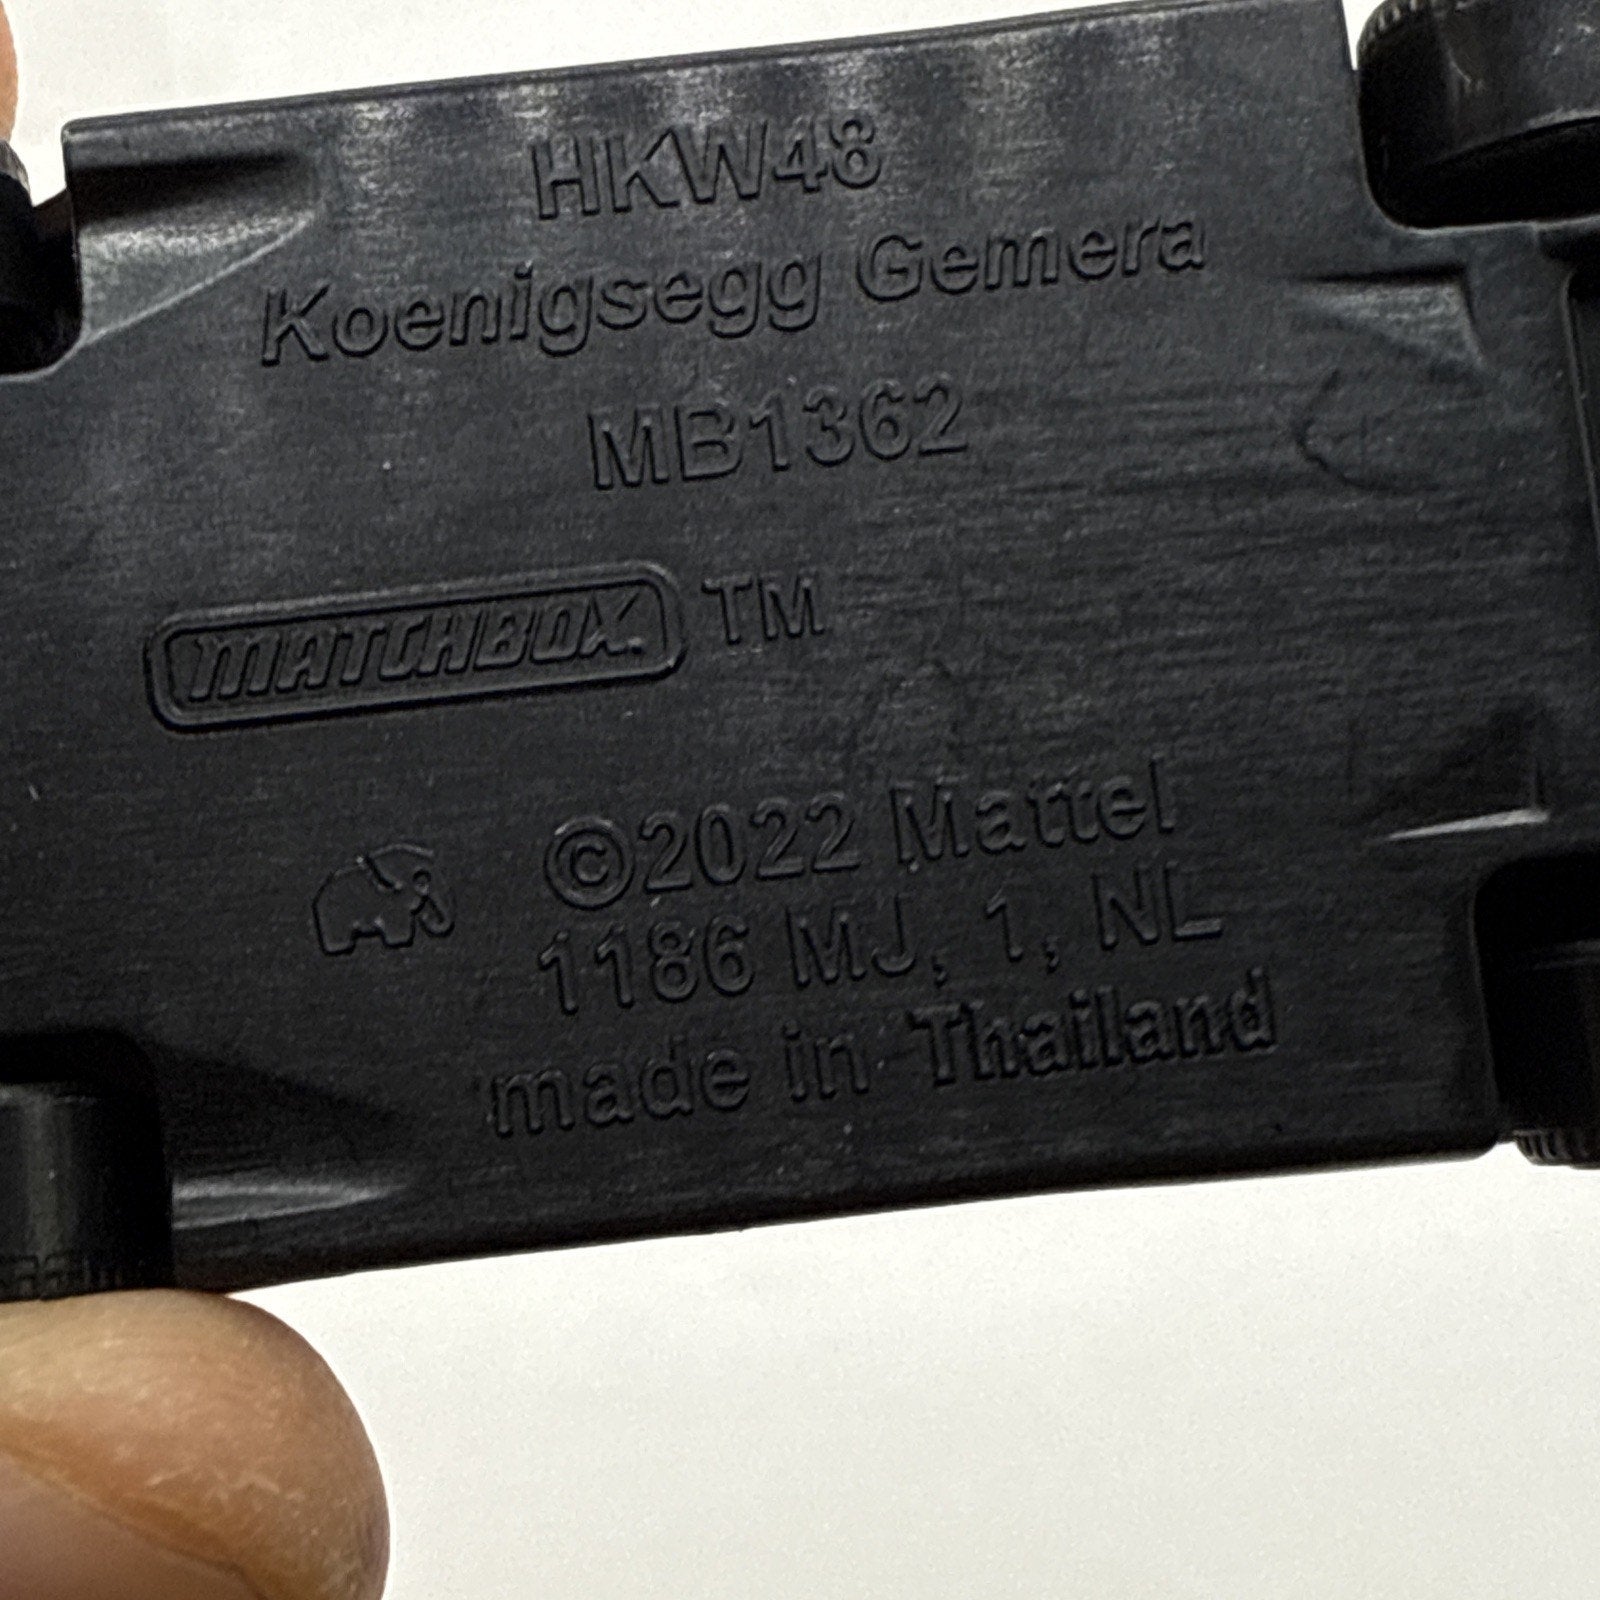 HKW48
Koenigsegg Gemera
MB1362
MATCHBOX TM
©2022 Mattel
1186 MJ, 1, NL
made in Thailand